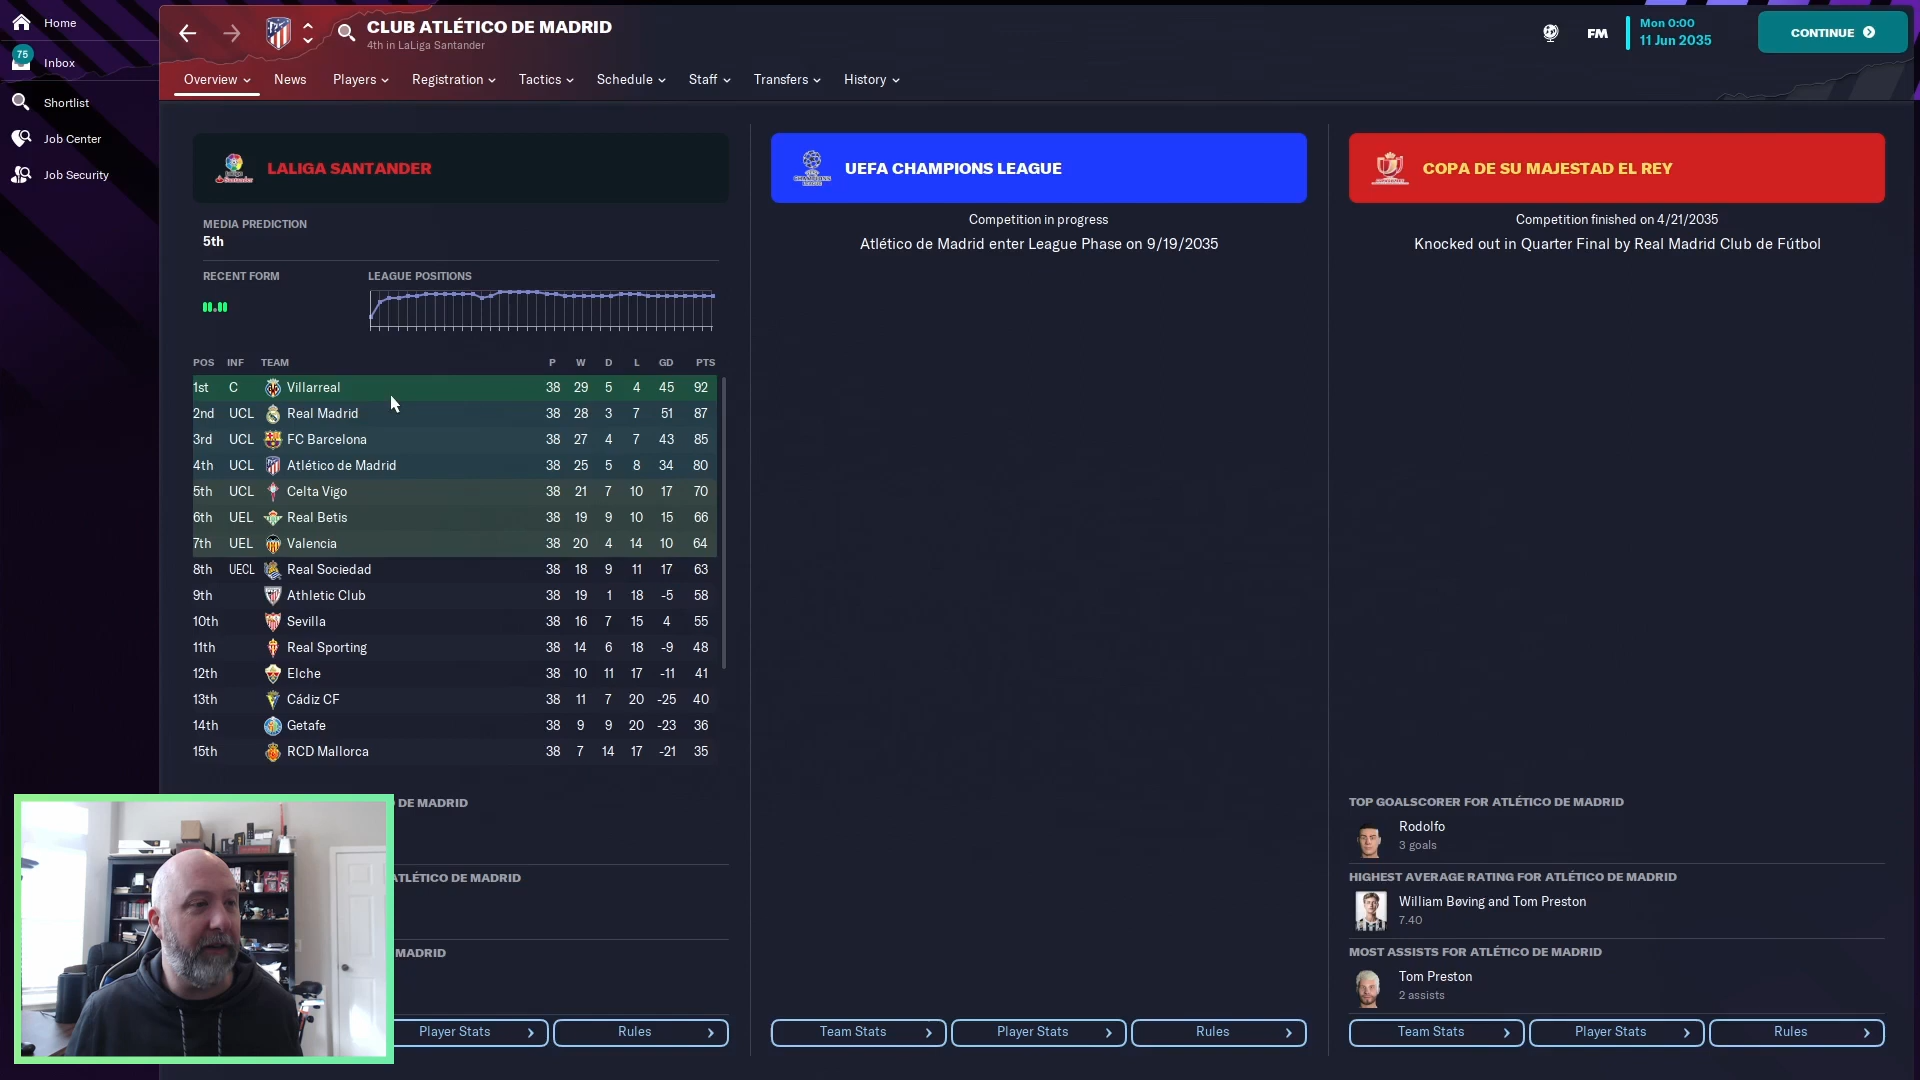 Home
75
Inbox
Shortlist
Job Center
Job Security
CLUB ATLÉTICO DE MADRID
4th in LaLiga Santander
FM
Mon 0:00
11 Jun 2035
CONTINUE
Overview
News
Players
Registration
Tactics
Schedule
Staff
Transfers
History
LALIGA SANTANDER
MEDIA PREDICTION
5th
RECENT FORM
LEAGUE POSITIONS
POS INF TEAM P W D L GD PTS
1st C Villarreal 38 29 5 4 45 92
2nd UCL Real Madrid 38 28 3 7 51 87
3rd UCL FC Barcelona 38 27 4 7 43 85
4th UCL Atlético de Madrid 38 25 5 8 34 80
5th UCL Celta Vigo 38 21 7 10 17 70
6th UEL Real Betis 38 19 9 10 15 66
7th UEL Valencia 38 20 4 14 10 64
8th UECL Real Sociedad 38 18 9 11 17 63
9th Athletic Club 38 19 1 18 -5 58
10th Sevilla 38 16 7 15 4 55
11th Real Sporting 38 14 6 18 -9 48
12th Elche 38 10 11 17 -11 41
13th Cádiz CF 38 11 7 20 -25 40
14th Getafe 38 9 9 20 -23 36
15th RCD Mallorca 38 7 14 17 -21 35
DE MADRID
ATLÉTICO DE MADRID
MADRID
Player Stats
Rules
UEFA CHAMPIONS LEAGUE
Competition in progress
Atlético de Madrid enter League Phase on 9/19/2035
Team Stats
Player Stats
Rules
COPA DE SU MAJESTAD EL REY
Competition finished on 4/21/2035
Knocked out in Quarter Final by Real Madrid Club de Fútbol
TOP GOALSCORER FOR ATLÉTICO DE MADRID
Rodolfo
3 goals
HIGHEST AVERAGE RATING FOR ATLÉTICO DE MADRID
William Bøving and Tom Preston
7.40
MOST ASSISTS FOR ATLÉTICO DE MADRID
Tom Preston
2 assists
Team Stats
Player Stats
Rules